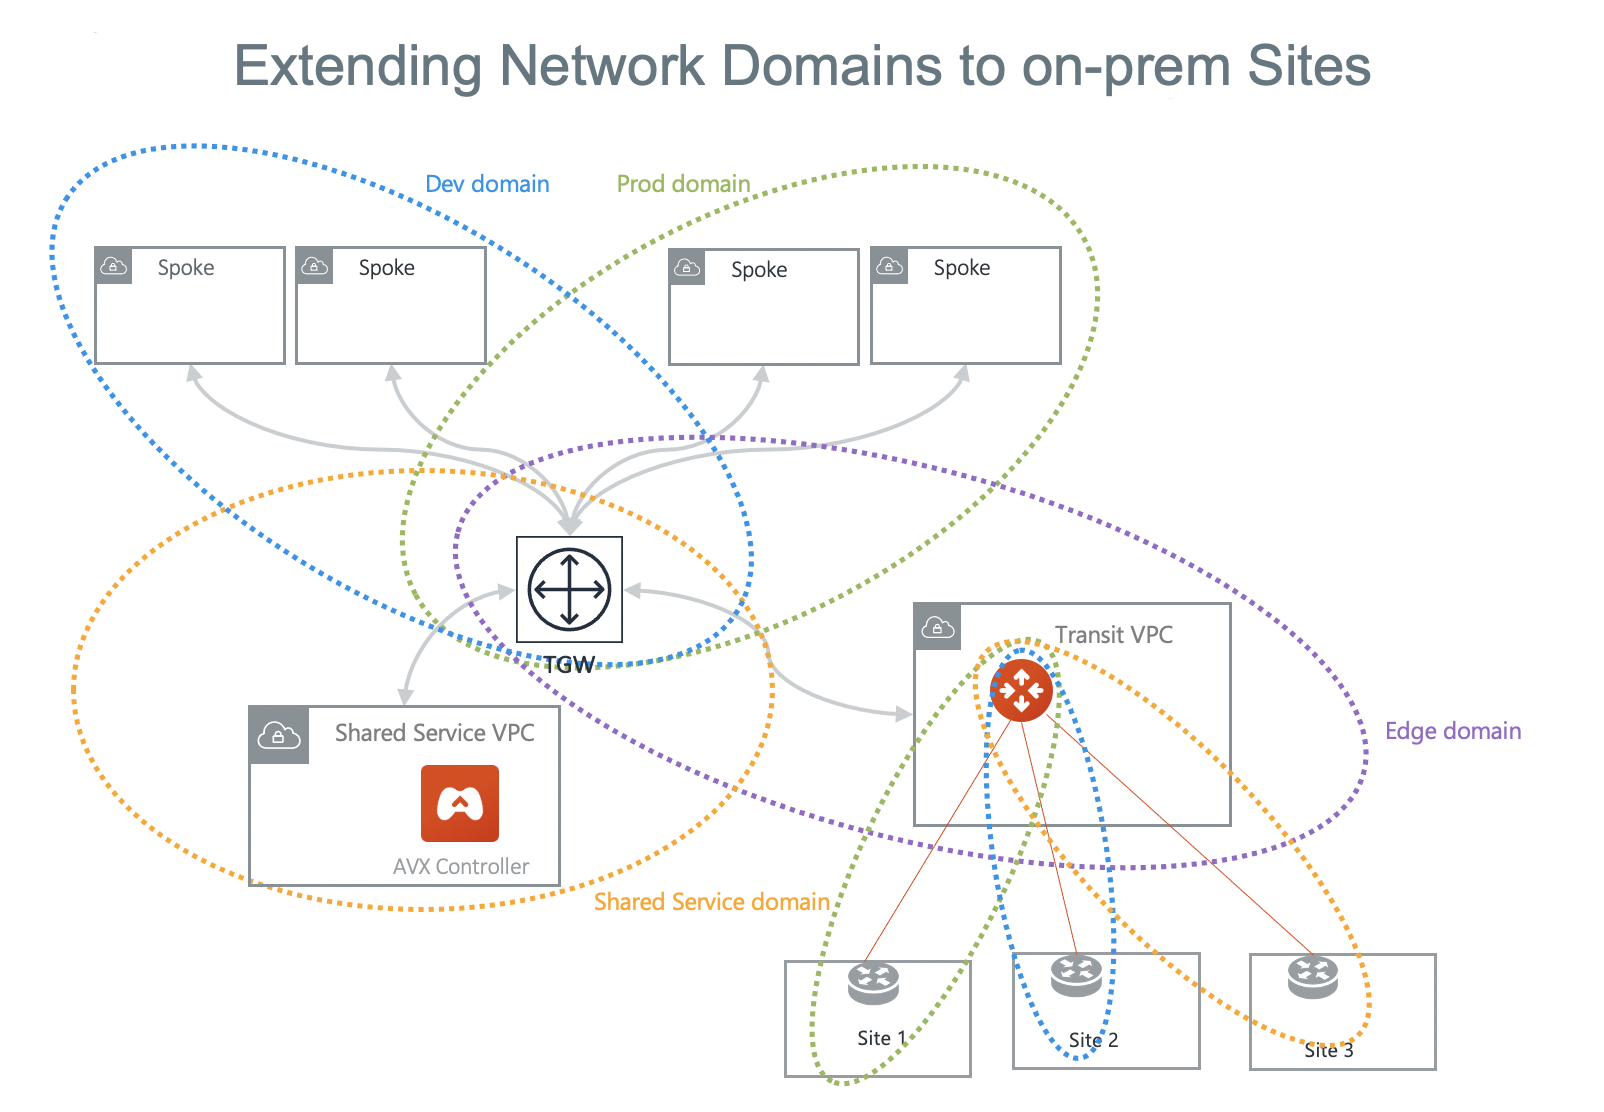 Extending Network Domains to on-prem Sites
Dev domain
Prod domain
Spoke
Spoke
Spoke
Spoke
TGW
Transit VPC
Shared Service VPC
Edge domain
AVX Controller
Shared Service domain
Site 1
Site 2
Site 3